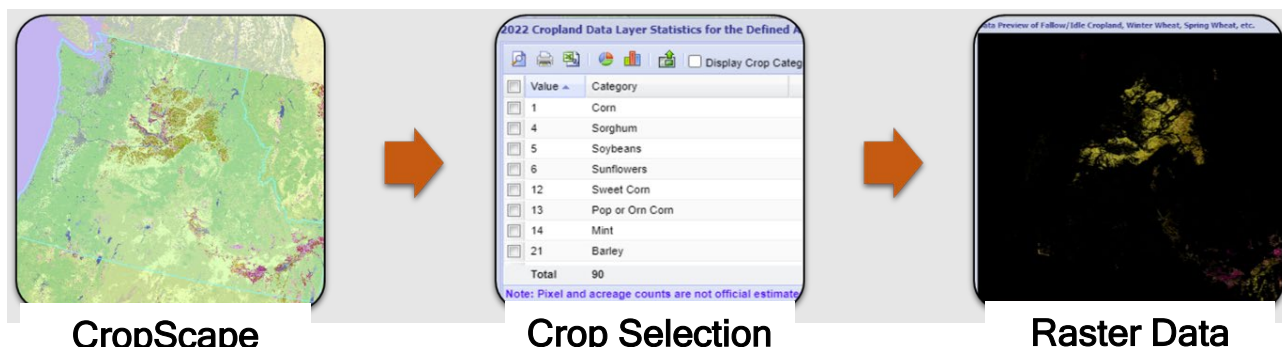 2022 Cropland Data Layer Statistics for the Defined A
Display Crop Categ
Value Category
1 Corn
4 Sorghum
5 Soybeans
6 Sunflowers
12 Sweet Corn
13 Pop or Orn Corn
14 Mint
21 Barley
Total 90
Note: Pixel and acreage counts are not official estimate
ata Preview of Fallow/Idle Cropland, Winter Wheat, Spring Wheat, etc.
CropScape
Crop Selection
Raster Data